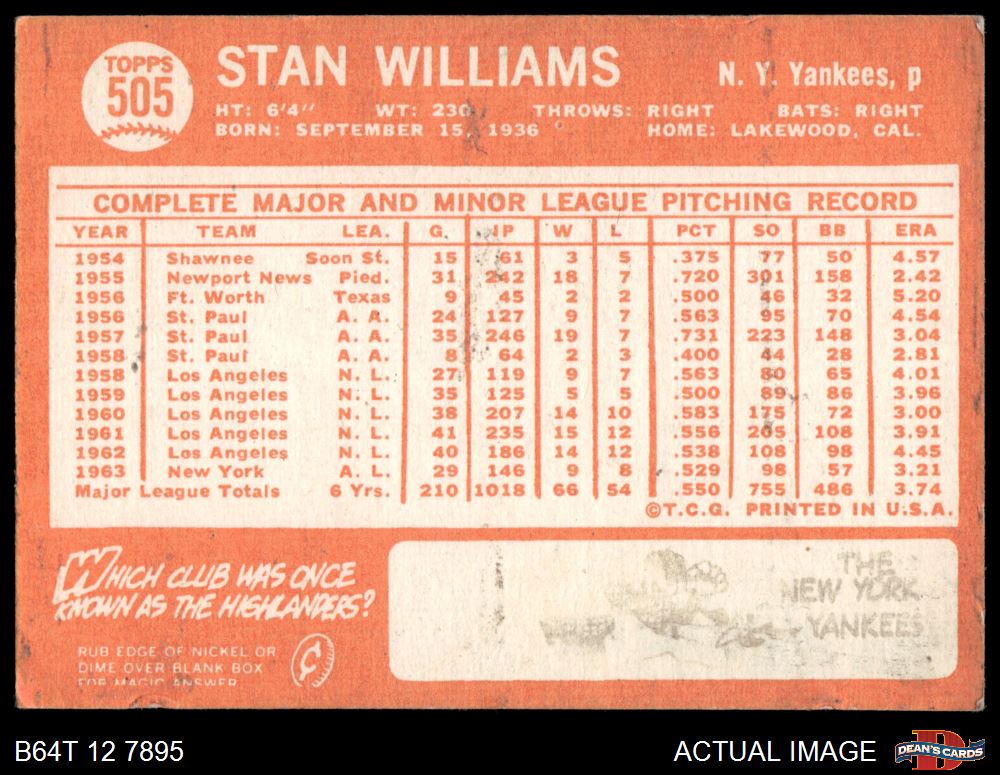 TOPPS
505
STAN WILLIAMS
N. Y. Yankees, p
HT: 6'4" WT: 230 THROWS: RIGHT BATS: RIGHT
BORN: SEPTEMBER 15, 1936 HOME: LAKEWOOD, CAL.
COMPLETE MAJOR AND MINOR LEAGUE PITCHING RECORD
YEAR TEAM LEA. G. IP W L PCT SO BB ERA
1954 Shawnee Soon St. 15 61 3 5 .375 77 50 4.57
1955 Newport News Pied. 31 242 18 7 .720 301 158 2.42
1956 Ft. Worth Texas 9 45 2 2 .500 46 32 5.20
1956 St. Paul A. A. 24 127 9 7 .563 95 70 4.54
1957 St. Paul A. A. 35 246 19 7 .731 223 148 3.04
1958 St. Paul A. A. 8 64 2 3 .400 44 28 2.81
1958 Los Angeles N. L. 27 119 9 7 .563 80 65 4.01
1959 Los Angeles N. L. 35 125 5 5 .500 89 86 3.96
1960 Los Angeles N. L. 38 207 14 10 .583 175 72 3.00
1961 Los Angeles N. L. 41 235 15 12 .556 205 108 3.91
1962 Los Angeles N. L. 40 186 14 12 .538 108 98 4.45
1963 New York A. L. 29 146 9 8 .529 98 57 3.21
Major League Totals 6 Yrs. 210 1018 66 54 .550 755 486 3.74
©T.C.G. PRINTED IN U.S.A.
WHICH CLUB WAS ONCE
KNOWN AS THE HIGHLANDERS?
RUB EDGE OF NICKEL OR
DIME OVER BLANK BOX
FOR MAGIC ANSWER
THE
NEW YORK
YANKEES
B64T 12 7895
ACTUAL IMAGE
DEAN'S CARDS